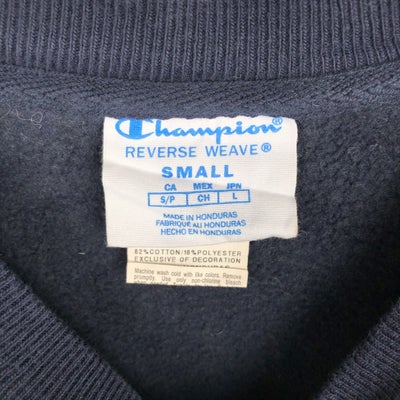 Champion®
REVERSE WEAVE®
SMALL
CA MEX JPN
S/P CH L
MADE IN HONDURAS
FABRIQUÉ AU HONDURAS
HECHO EN HONDURAS
82%COTTON/18%POLYESTER
EXCLUSIVE OF DECORATION
Machine wash cold with like colors. Remove
promptly. Use only non-chlorine bleach